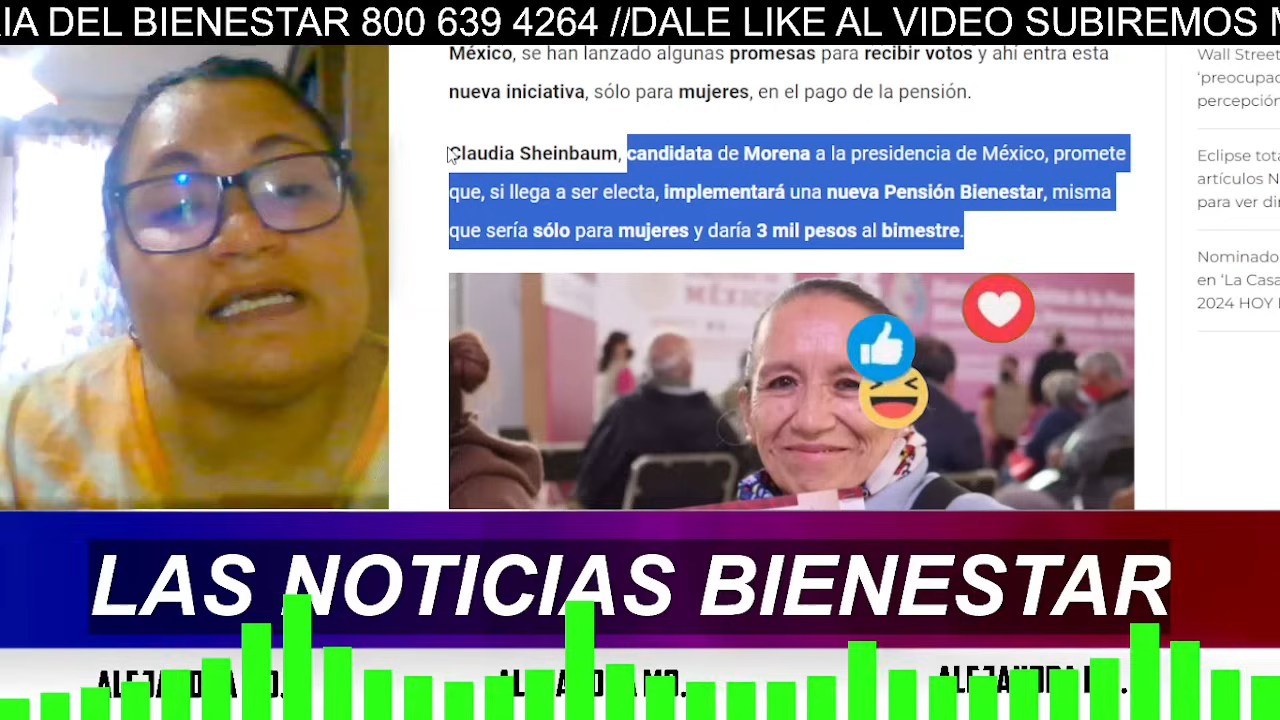 IA DEL BIENESTAR 800 639 4264 //DALE LIKE AL VIDEO SUBIREMOS M
México, se han lanzado algunas promesas para recibir votos y ahí entra esta
nueva iniciativa, sólo para mujeres, en el pago de la pensión.
Claudia Sheinbaum, candidata de Morena a la presidencia de México, promete
que, si llega a ser electa, implementará una nueva Pensión Bienestar, misma
que sería sólo para mujeres y daría 3 mil pesos al bimestre.
Wall Street
‘preocupac
percepción
Eclipse tota
artículos N
para ver dir
Nominado
en ‘La Casa
2024 HOY
MÉXICO
LAS NOTICIAS BIENESTAR